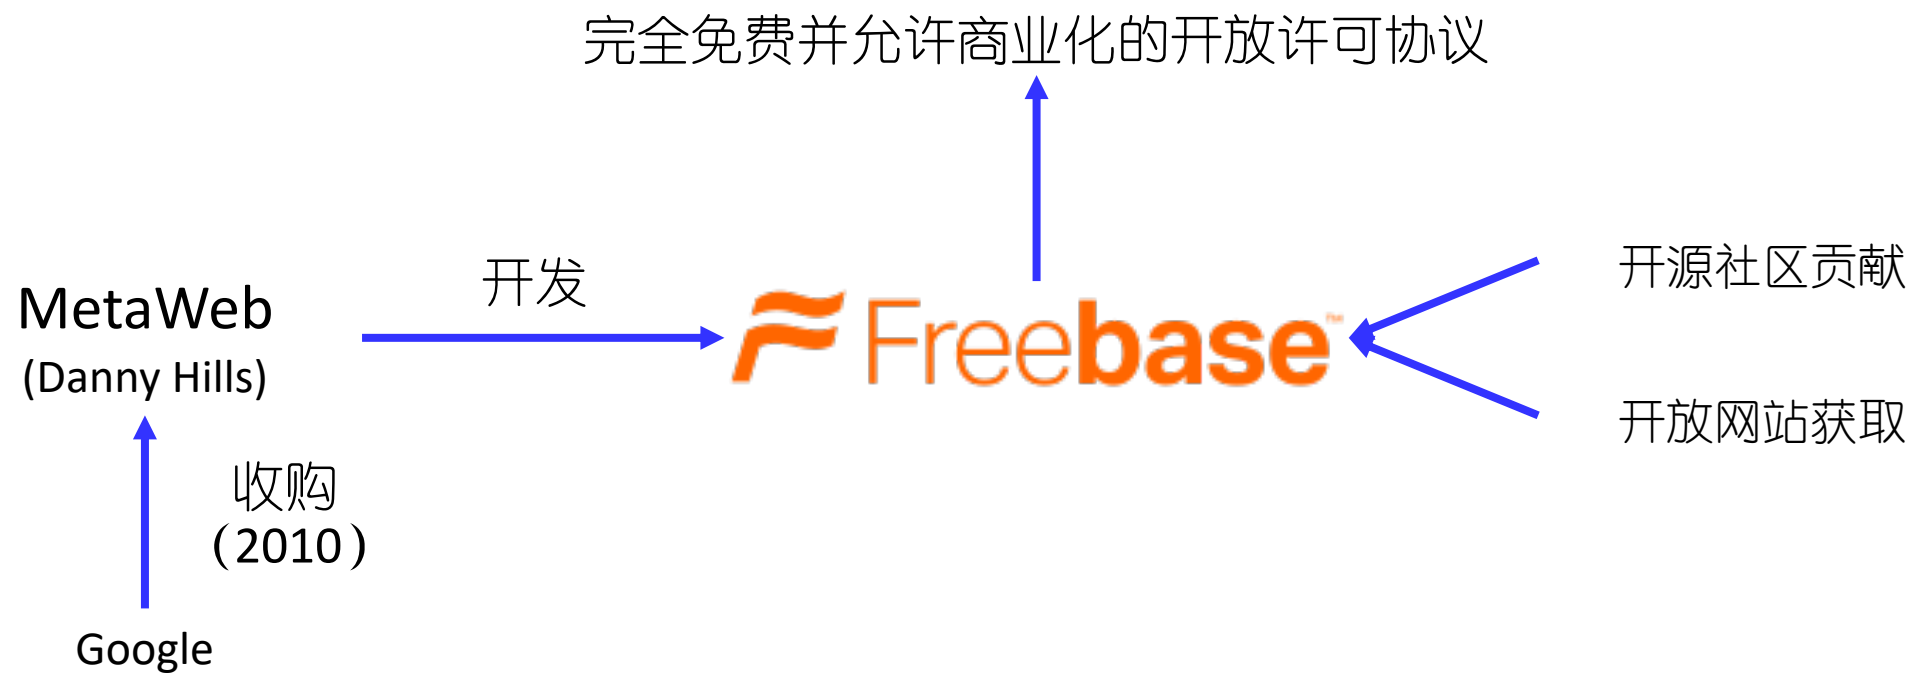 完全免费并允许商业化的开放许可协议
开发
MetaWeb
(Danny Hills)
Freebase™
开源社区贡献
开放网站获取
收购
（2010）
Google